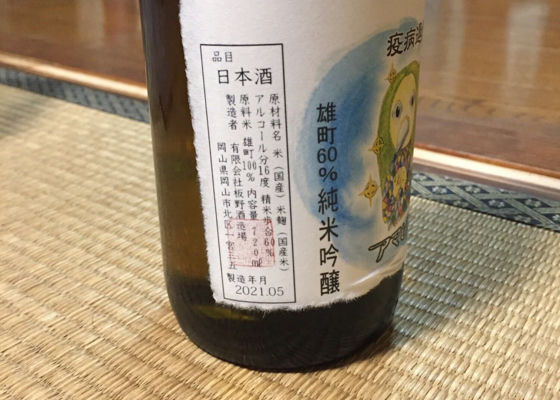 品目
日本酒
原材料名 米(国産)米麹(国産米)
アルコール分16度 精米歩合60%
原料米 雄町100% 内容量720㎖
製造者 有限会社板野酒造場
岡山県岡山市北区一宮
製造年月
2021.05
雄町60%純米吟醸
疫病退
アマビ